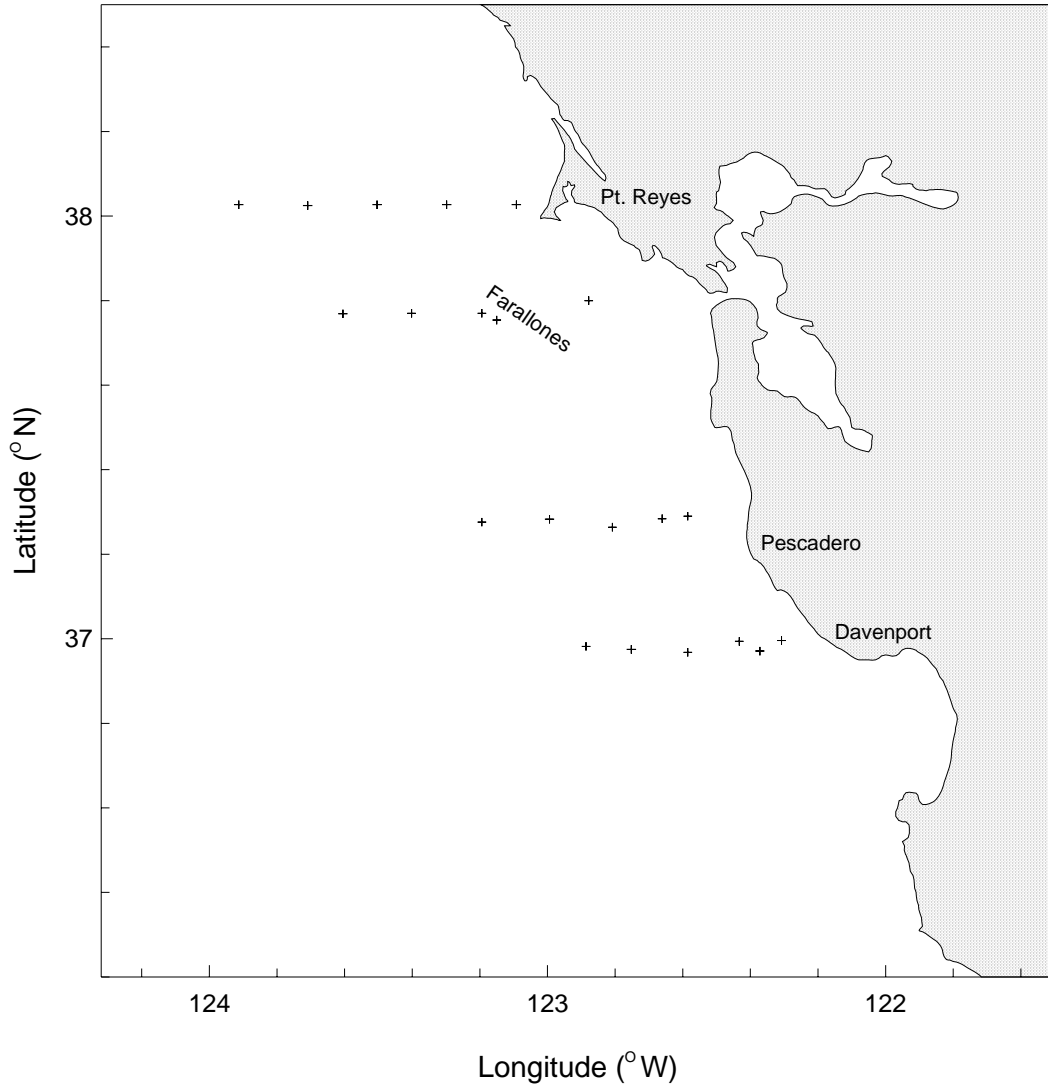 Pt. Reyes
38
Farallones
Latitude (°N)
Pescadero
Davenport
37
124
123
122
Longitude (°W)